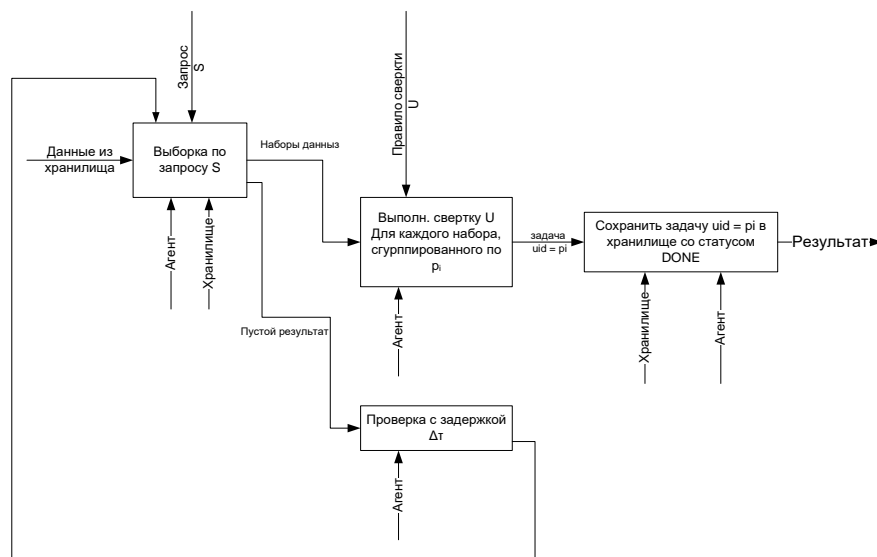 Запрос
S
Правило сверкти
U
Данные из
хранилища
Выборка по
запросу S
Наборы данныз
Агент
Хранилище
Выполн. свертку U
Для каждого набора,
сгурппированного по
pi
задача
uid = pi
Сохранить задачу uid = pi в
хранилище со статусом
DONE
Результат
Агент
Хранилище
Агент
Пустой результат
Проверка с задержкой
Δτ
Агент